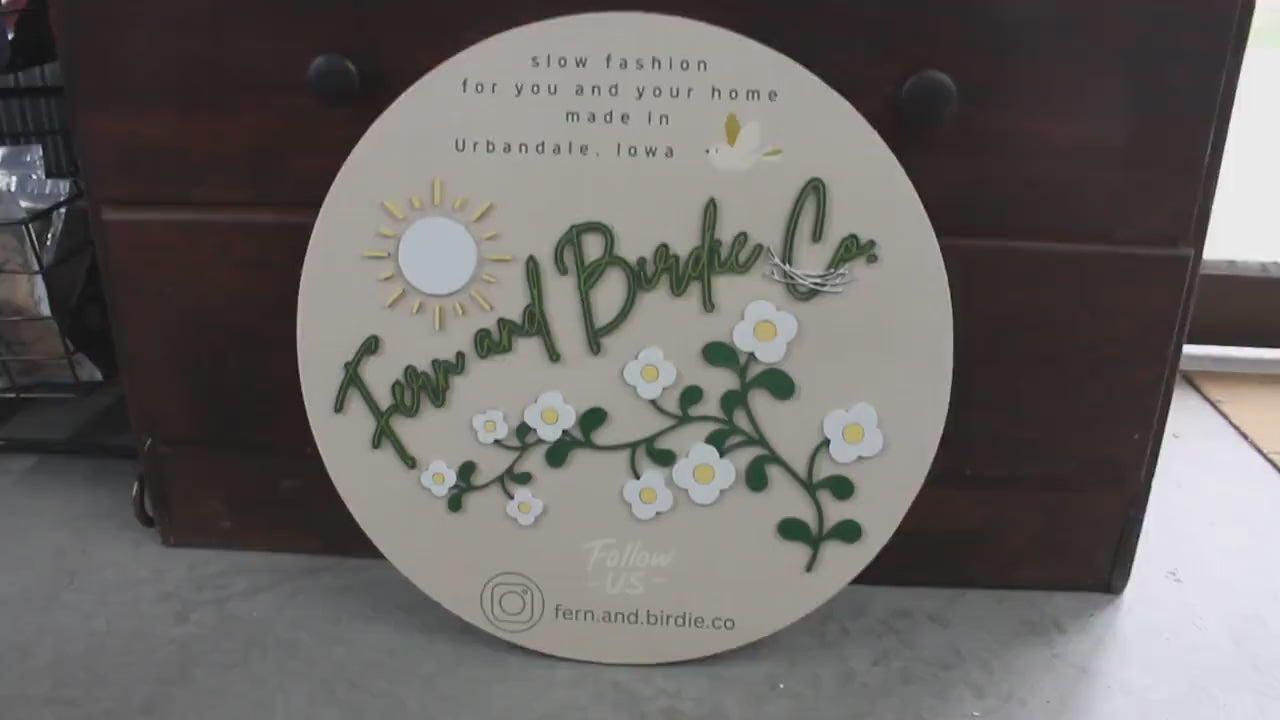 slow fashion
for you and your home
made in
Urbandale, Iowa
Fern and Birdie Co.
Follow
-US-
fern.and.birdie.co